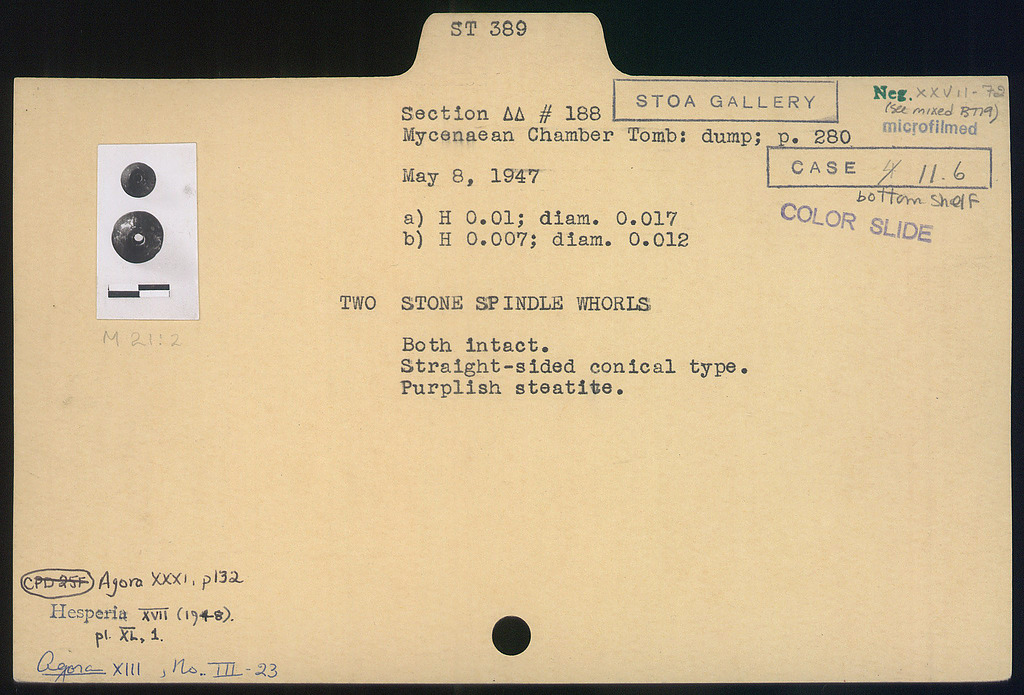 ST 389
STOA GALLERY
Neg. XXVII-72
(see mixed BT19)
microfilmed
Section ΔΔ # 188
Mycenaean Chamber Tomb: dump; p. 280
CASE 4 11.6
bottom shelf
COLOR SLIDE
May 8, 1947
a) H 0.01; diam. 0.017
b) H 0.007; diam. 0.012
TWO STONE SPINDLE WHORLS
M 21:2
Both intact.
Straight-sided conical type.
Purplish steatite.
Agora XXXI, p132
Hesperia XVII (1948).
pl. XL, 1.
Agora XIII, No. III-23